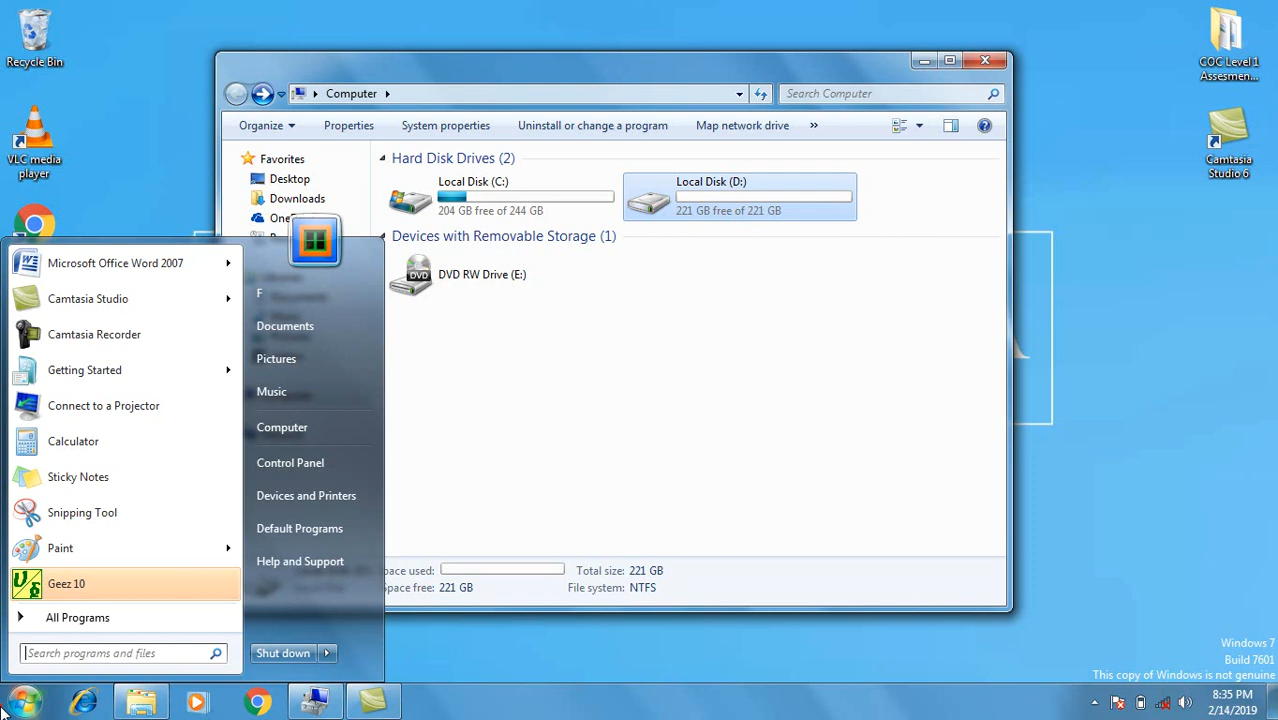 Recycle Bin
VLC media
player
COC Level 1
Assesmen...
Camtasia
Studio 6
Computer
Search Computer
Organize
Properties
System properties
Uninstall or change a program
Map network drive
»
Favorites
Desktop
Downloads
Hard Disk Drives (2)
Local Disk (C:)
204 GB free of 244 GB
Local Disk (D:)
221 GB free of 221 GB
Devices with Removable Storage (1)
DVD
DVD RW Drive (E:)
Total size: 221 GB
free: 221 GB
File system: NTFS
used:
Microsoft Office Word 2007
Camtasia Studio
Camtasia Recorder
Getting Started
Connect to a Projector
Calculator
Sticky Notes
Snipping Tool
Paint
Geez 10
All Programs
Search programs and files
F
Documents
Pictures
Music
Computer
Control Panel
Devices and Printers
Default Programs
Help and Support
Shut down
Windows 7
Build 7601
This copy of Windows is not genuine
8:35 PM
2/14/2019